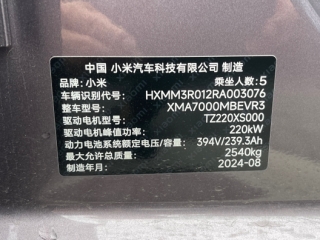 中国 小米汽车科技有限公司 制造
品牌：小米 乘坐人数：5
车辆识别代号： HXMM3R012RA003076
整车型号： XMA7000MBEVR3
驱动电机型号： TZ220XS000
驱动电机峰值功率： 220kW
动力电池系统额定电压/容量： 394V/239.3Ah
最大允许总质量： 2540kg
制造年月： 2024-08